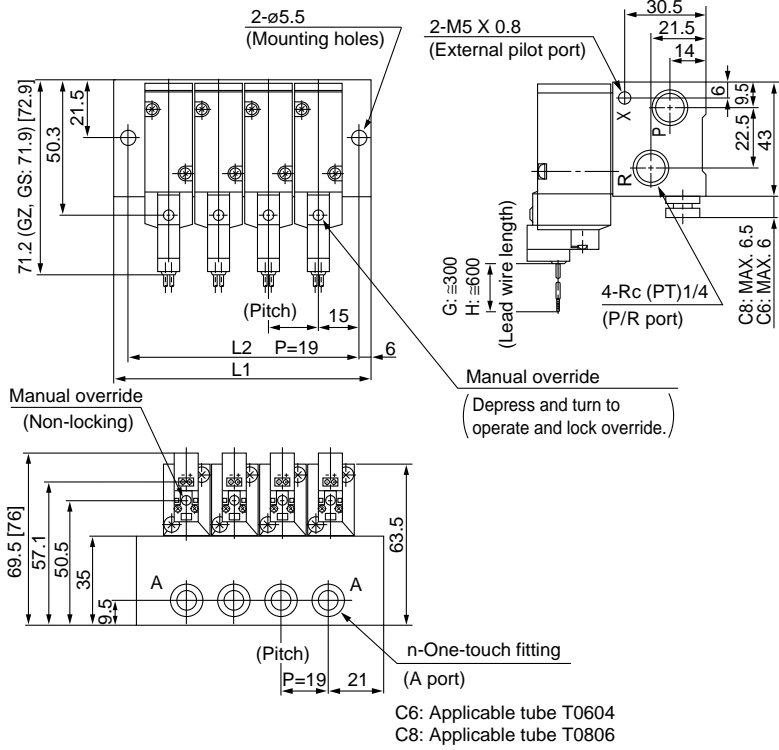 2-ø5.5
(Mounting holes)
2-M5 X 0.8
(External pilot port)
30.5
21.5
14
6
9.5
22.5
43
X
P
R
71.2 (GZ, GS: 71.9) [72.9]
50.3
21.5
(Pitch)
15
L2 P=19
6
L1
G: ≅300
H: ≅600
(Lead wire length)
4-Rc (PT)1/4
(P/R port)
C8: MAX. 6.5
C6: MAX. 6
Manual override
(Depress and turn to
operate and lock override.)
Manual override
(Non-locking)
69.5 [76]
57.1
50.5
35
9.5
- +
- +
- +
- +
63.5
A
A
(Pitch)
P=19
21
n-One-touch fitting
(A port)
C6: Applicable tube T0604
C8: Applicable tube T0806